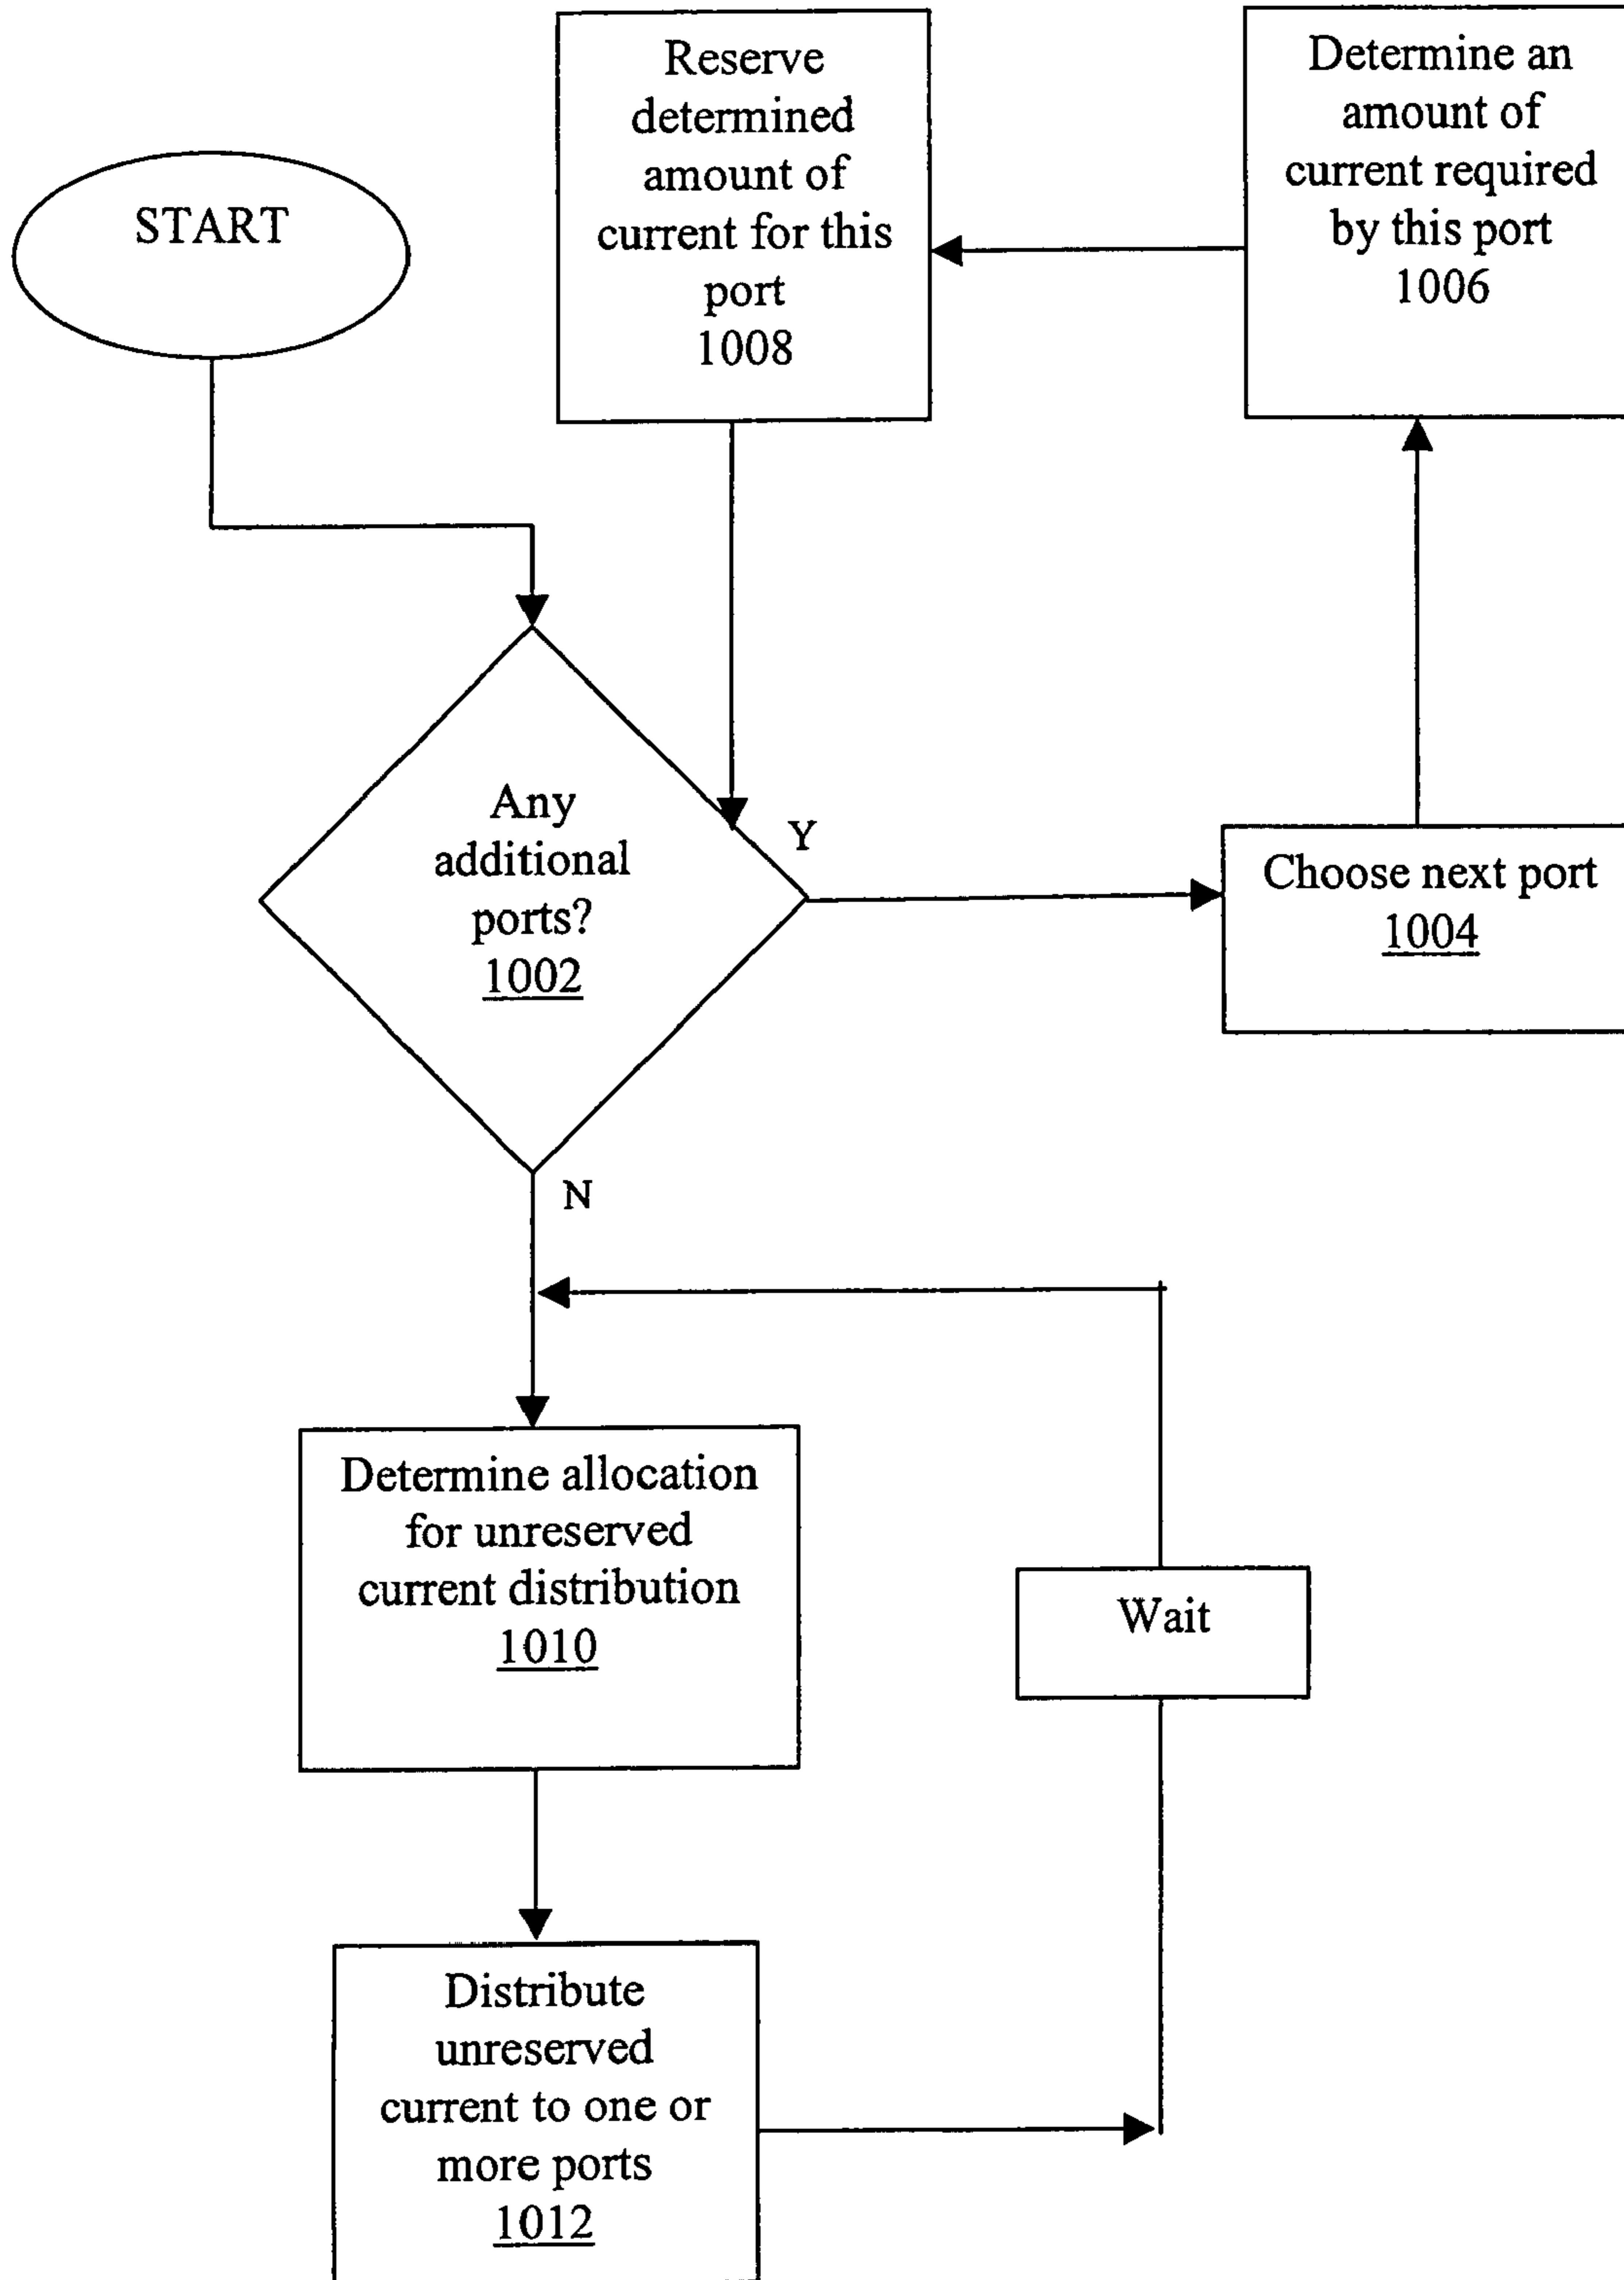 START
Reserve
determined
amount of
current for this
port
1008
Determine an
amount of
current required
by this port
1006
Any
additional
ports?
1002
Y
Choose next port
1004
N
Determine allocation
for unreserved
current distribution
1010
Wait
Distribute
unreserved
current to one or
more ports
1012